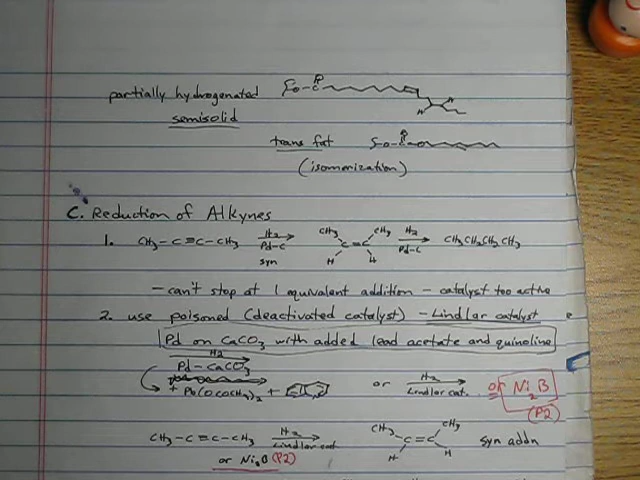 partially hydrogenated
semisolid
O - C
H
H
trans fat
O - C
(isomerization)
C. Reduction of Alkynes
1. CH3 - C ≡ C - CH3 H2 Pd-C syn CH3 CH3 C = C H H H2 Pd-C CH3CH2CH2CH3
- can't stop at 1 equivalent addition - catalyst too active
2. use poisoned (deactivated catalyst) - Lindlar catalyst
Pd on CaCO3 with added lead acetate and quinoline
H2
Pd - CaCO3
+ Pb(OCOCH3)2 + N or H2 Lindlar cat. or Ni2B
(P2)
CH3 - C ≡ C - CH3 H2 Lindlar cat CH3 CH3 C = C H H syn addn
or Ni2B (P2)